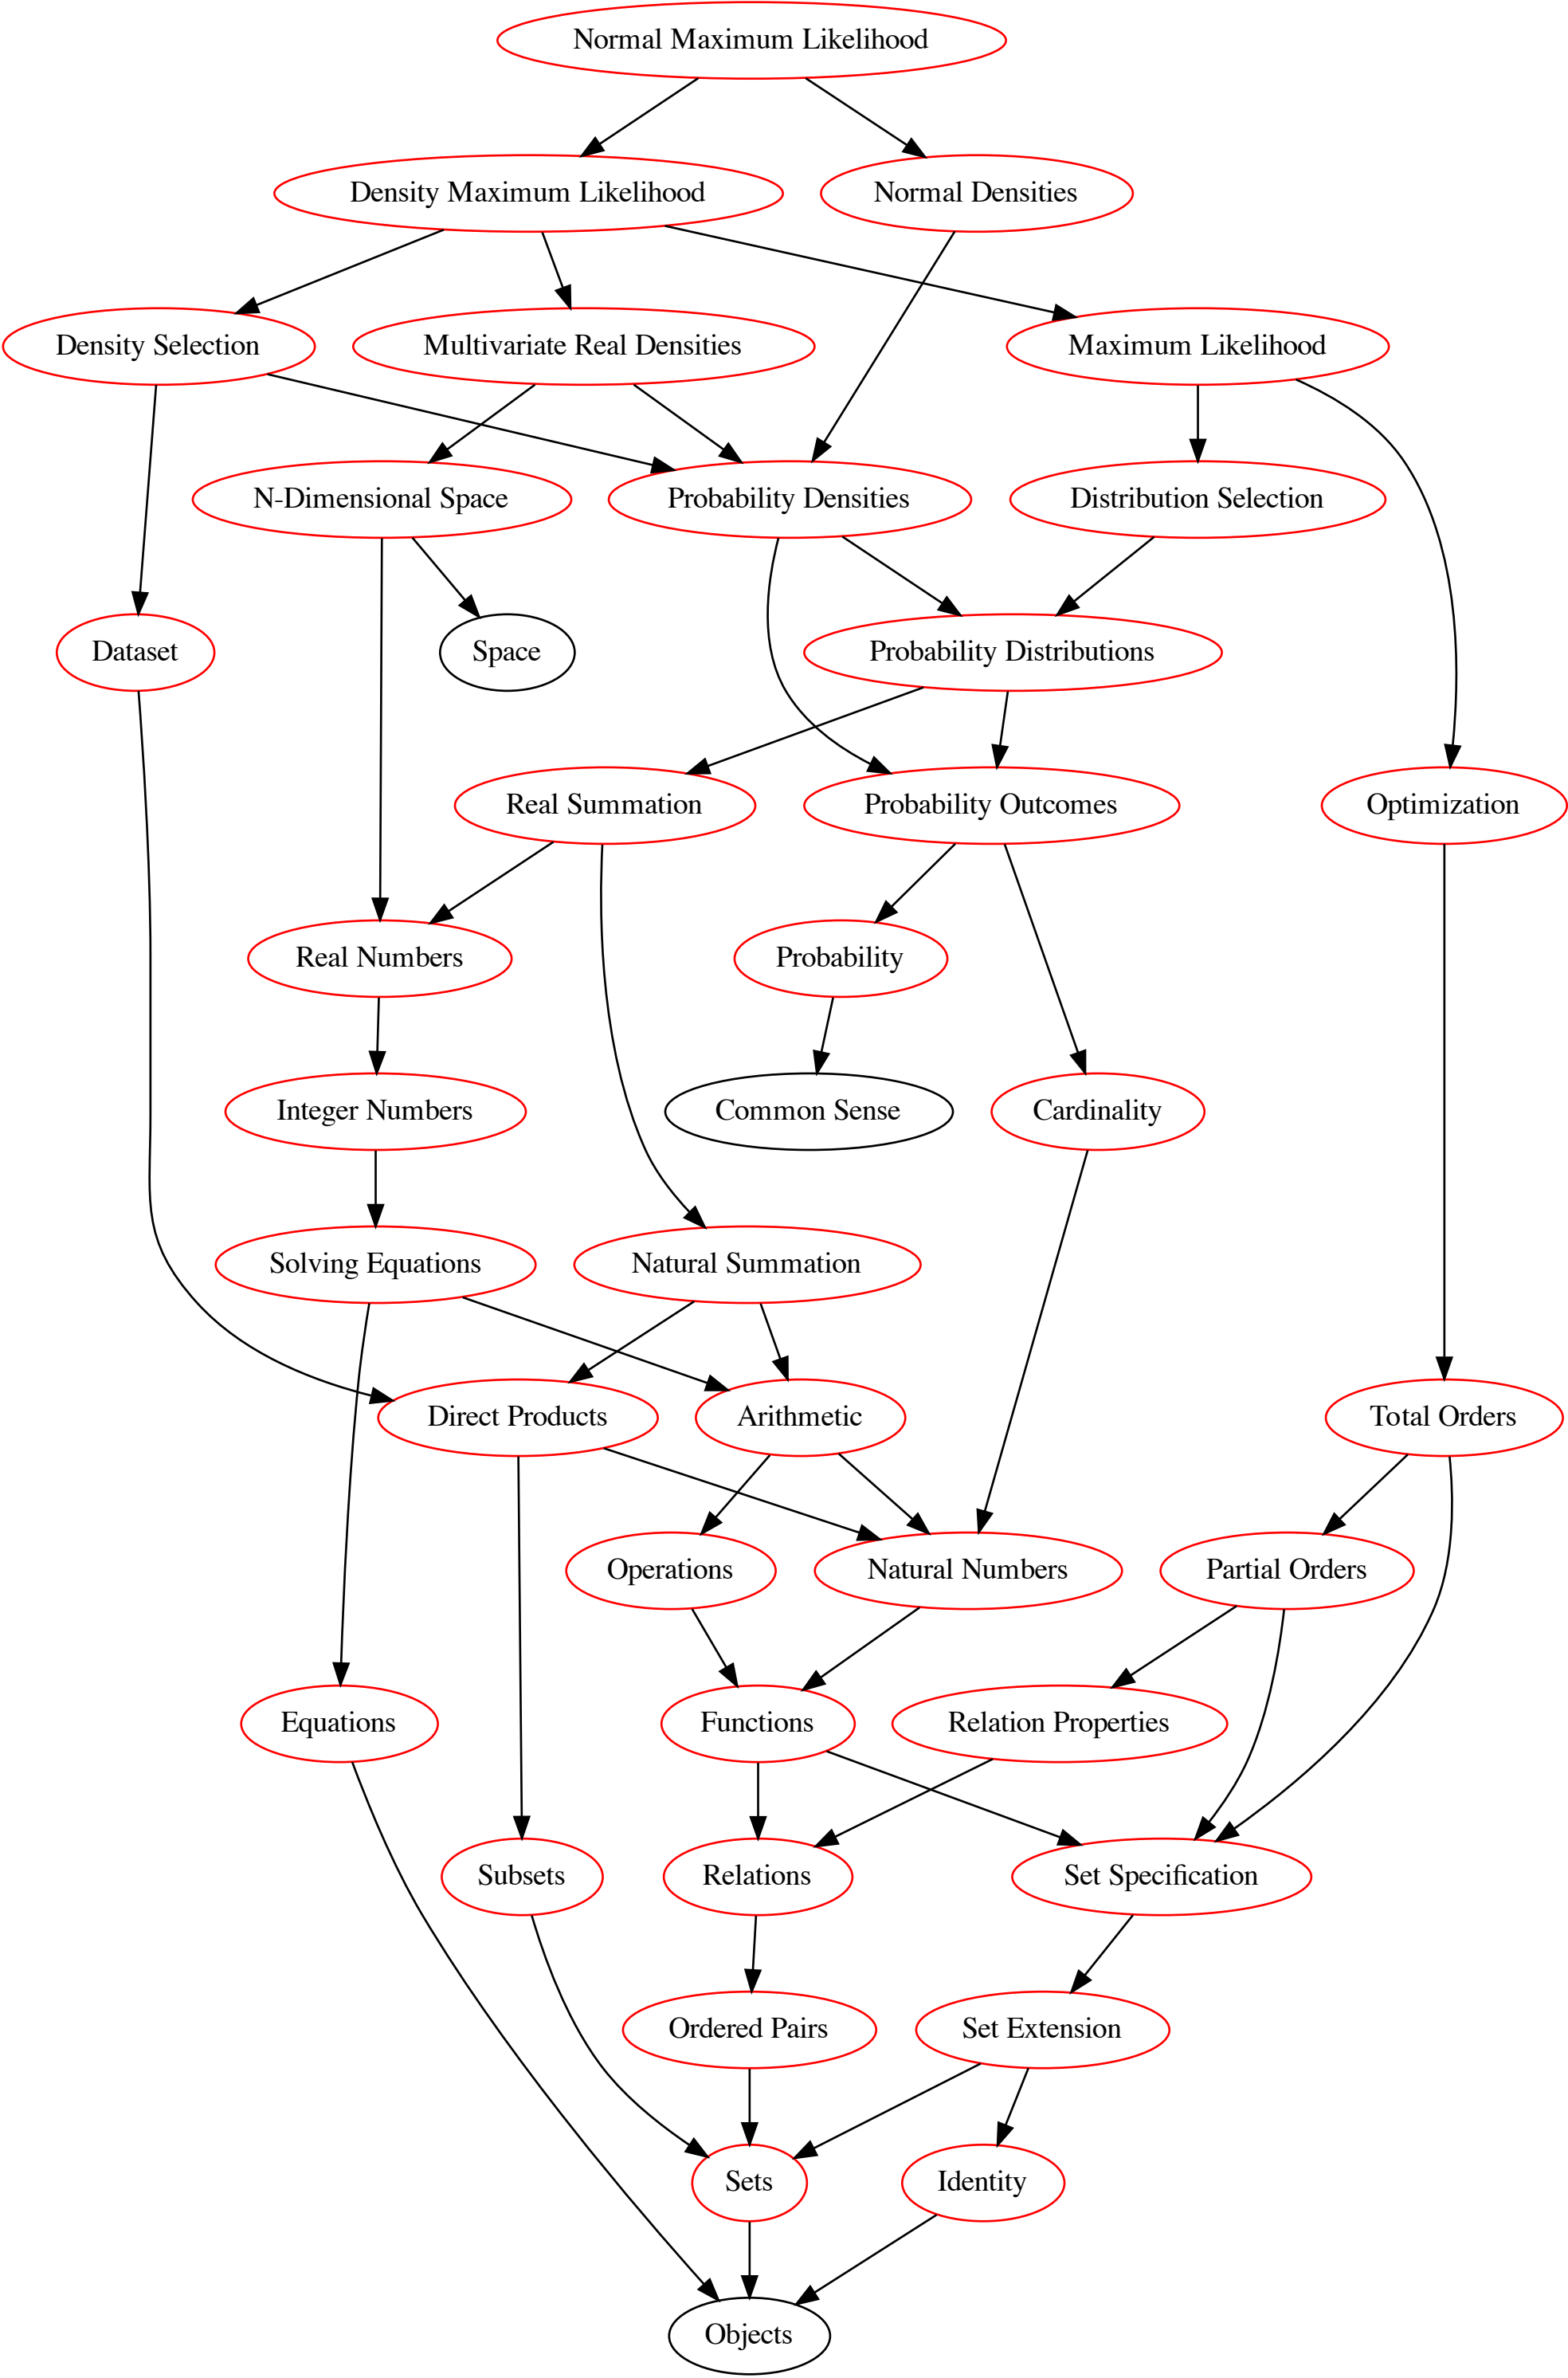 Normal Maximum Likelihood
Density Maximum Likelihood
Normal Densities
Density Selection
Multivariate Real Densities
Maximum Likelihood
N-Dimensional Space
Probability Densities
Distribution Selection
Dataset
Space
Probability Distributions
Real Summation
Probability Outcomes
Optimization
Real Numbers
Probability
Integer Numbers
Common Sense
Cardinality
Solving Equations
Natural Summation
Direct Products
Arithmetic
Total Orders
Operations
Natural Numbers
Partial Orders
Equations
Functions
Relation Properties
Subsets
Relations
Set Specification
Ordered Pairs
Set Extension
Sets
Identity
Objects